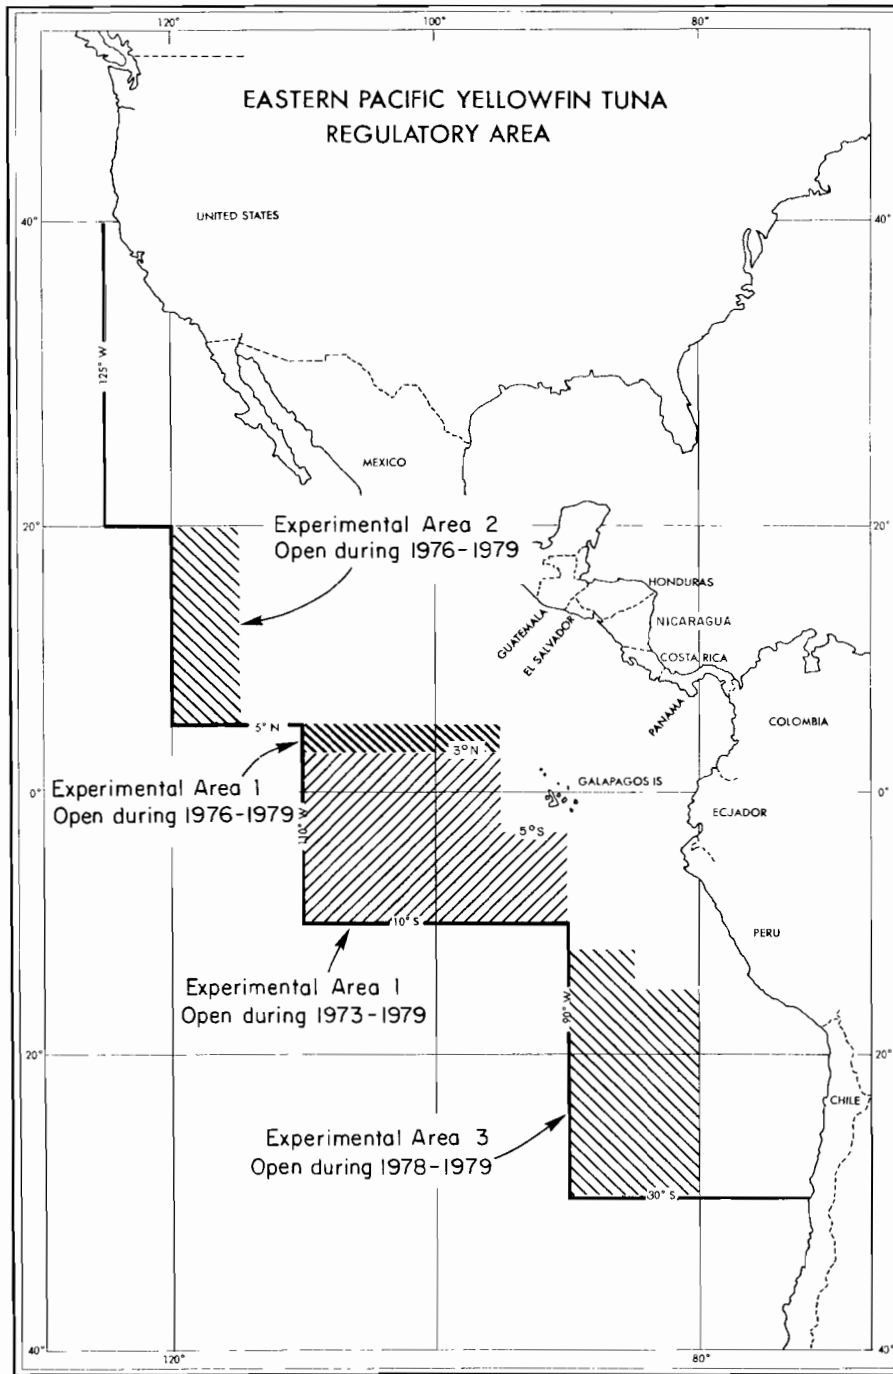 120°
100°
80°
EASTERN PACIFIC YELLOWFIN TUNA
REGULATORY AREA
UNITED STATES
40°
40°
125° W
MEXICO
20°
20°
Experimental Area 2
Open during 1976-1979
HONDURAS
GUATEMALA
NICARAGUA
EL SALVADOR
COSTA RICA
PANAMA
COLOMBIA
5° N
3° N
Experimental Area 1
Open during 1976-1979
GALAPAGOS IS
0°
0°
110° W
5° S
ECJADOR
10° S
PERU
Experimental Area 1
Open during 1973-1979
90° W
20°
20°
CHILE
Experimental Area 3
Open during 1978-1979
30° S
40°
40°
120°
80°